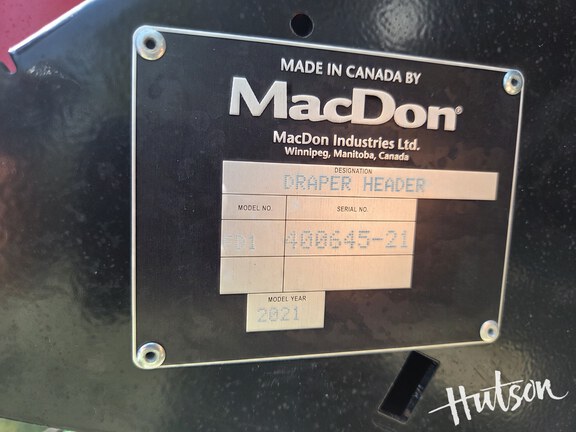 MADE IN CANADA BY
MacDon®
MacDon Industries Ltd.
Winnipeg, Manitoba, Canada
DESIGNATION
DRAPER HEADER
MODEL NO. SERIAL NO.
400645-21
MODEL YEAR
2021
Hutson